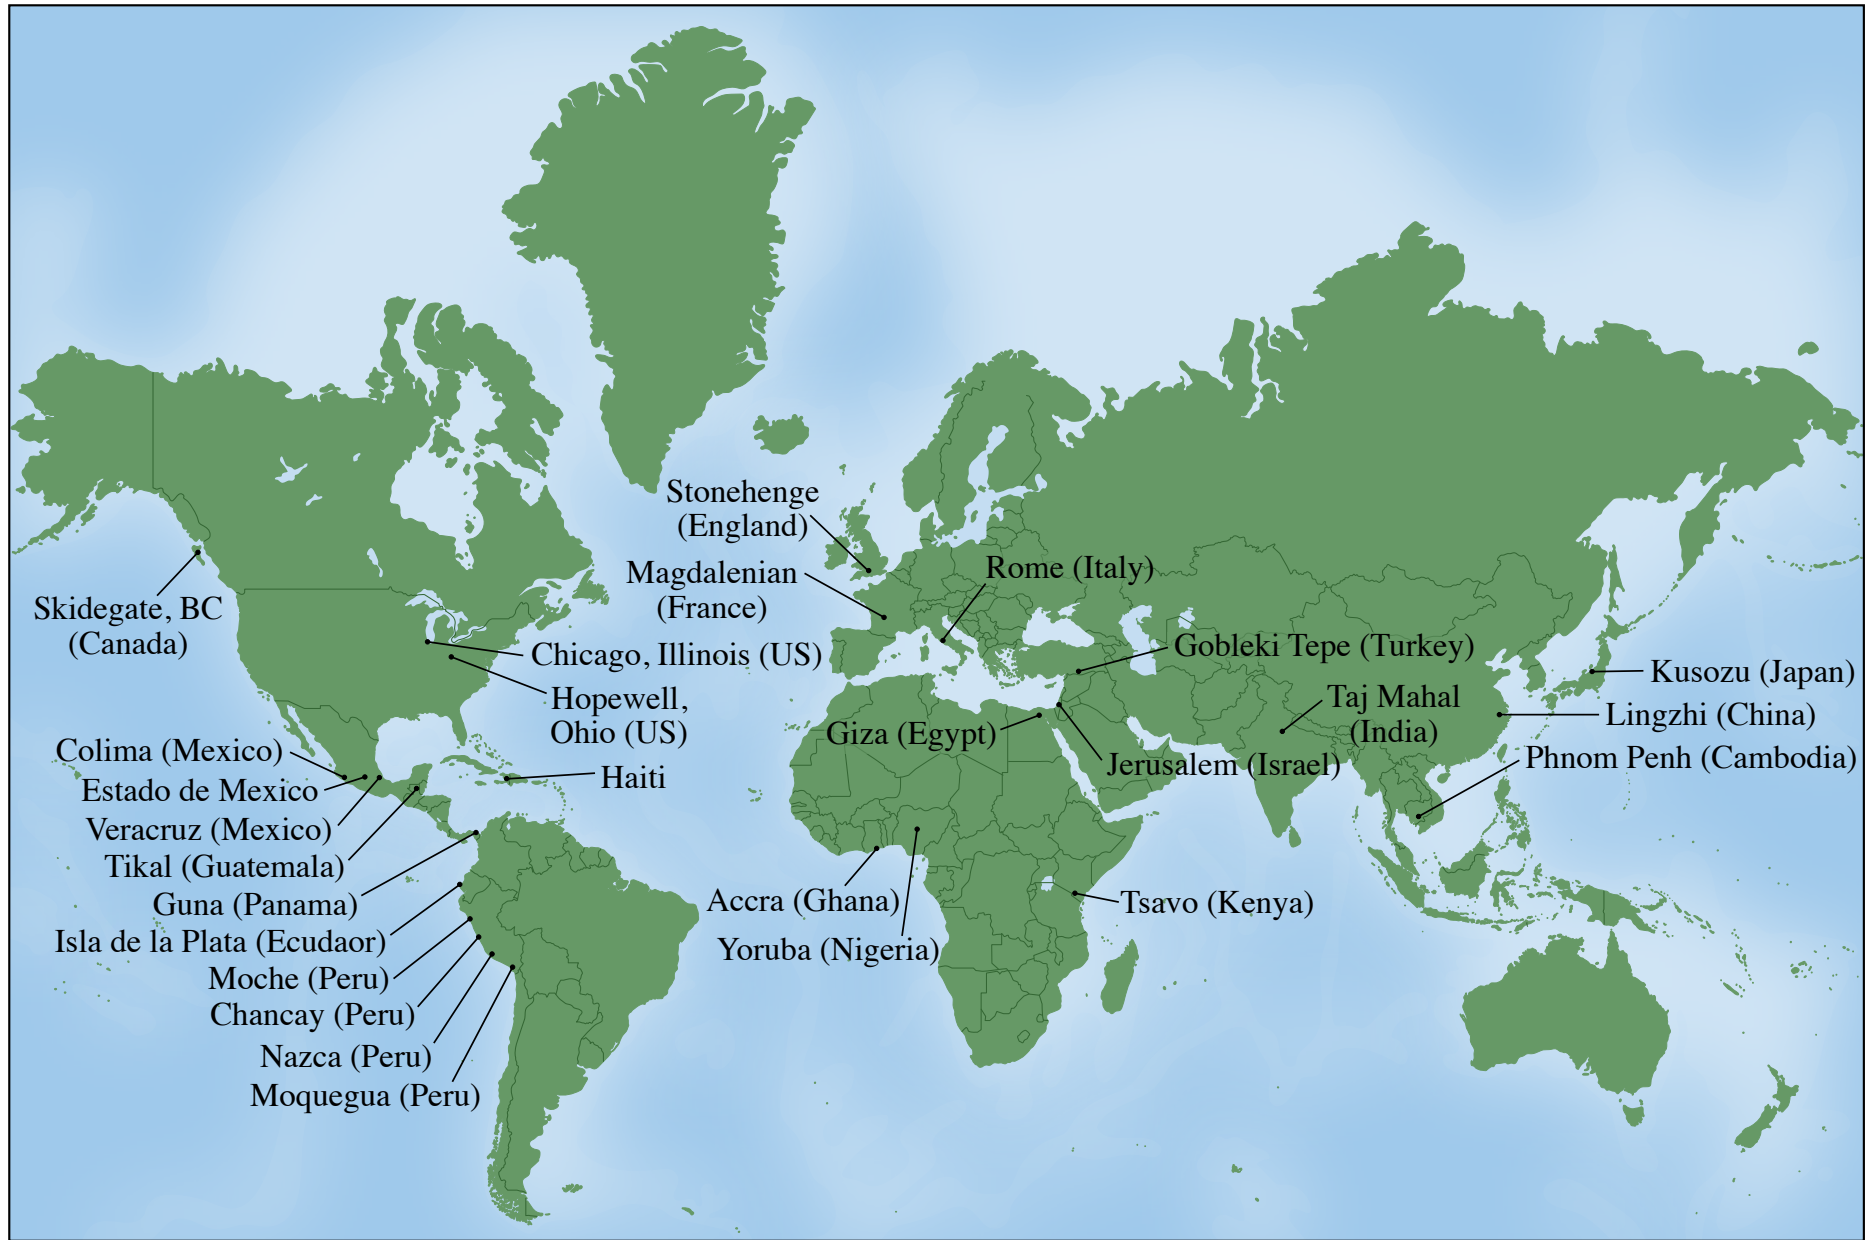 Stonehenge
(England)
Magdalenian
(France)
Rome (Italy)
Skidegate, BC
(Canada)
Chicago, Illinois (US)
Gobleki Tepe (Turkey)
Kusozu (Japan)
Hopewell,
Ohio (US)
Taj Mahal
(India)
Lingzhi (China)
Giza (Egypt)
Colima (Mexico)
Jerusalem (Israel)
Phnom Penh (Cambodia)
Haiti
Estado de Mexico
Veracruz (Mexico)
Tikal (Guatemala)
Guna (Panama)
Accra (Ghana)
Tsavo (Kenya)
Isla de la Plata (Ecudaor)
Yoruba (Nigeria)
Moche (Peru)
Chancay (Peru)
Nazca (Peru)
Moquegua (Peru)